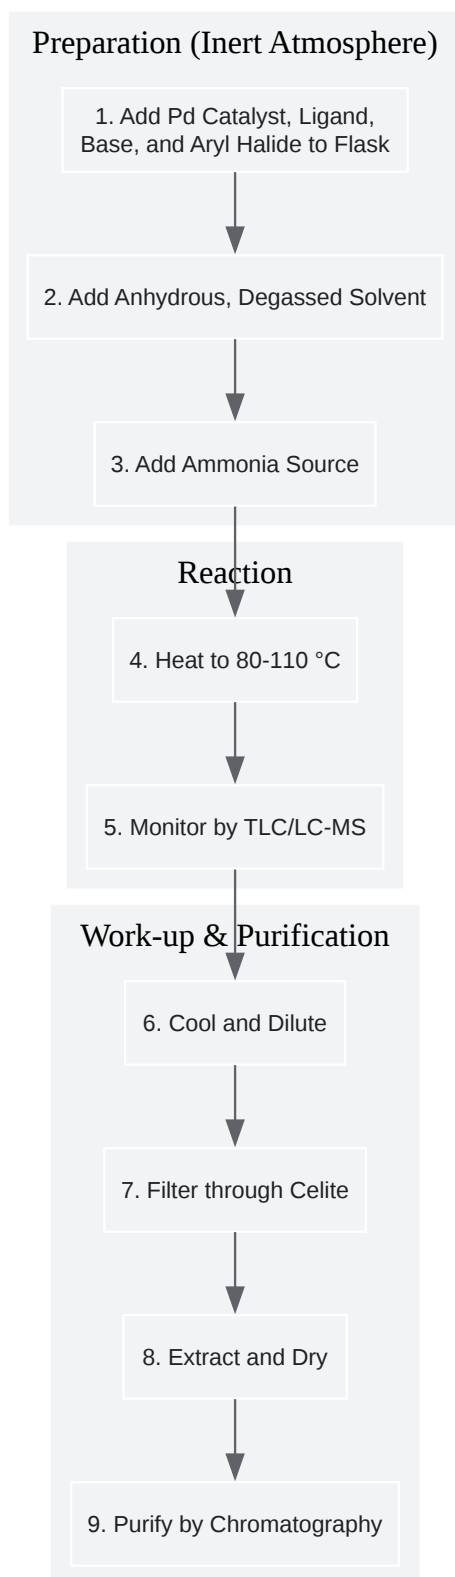 Preparation (Inert Atmosphere)
1. Add Pd Catalyst, Ligand,
Base, and Aryl Halide to Flask
2. Add Anhydrous, Degassed Solvent
3. Add Ammonia Source
Reaction
4. Heat to 80-110 °C
5. Monitor by TLC/LC-MS
Work-up & Purification
6. Cool and Dilute
7. Filter through Celite
8. Extract and Dry
9. Purify by Chromatography